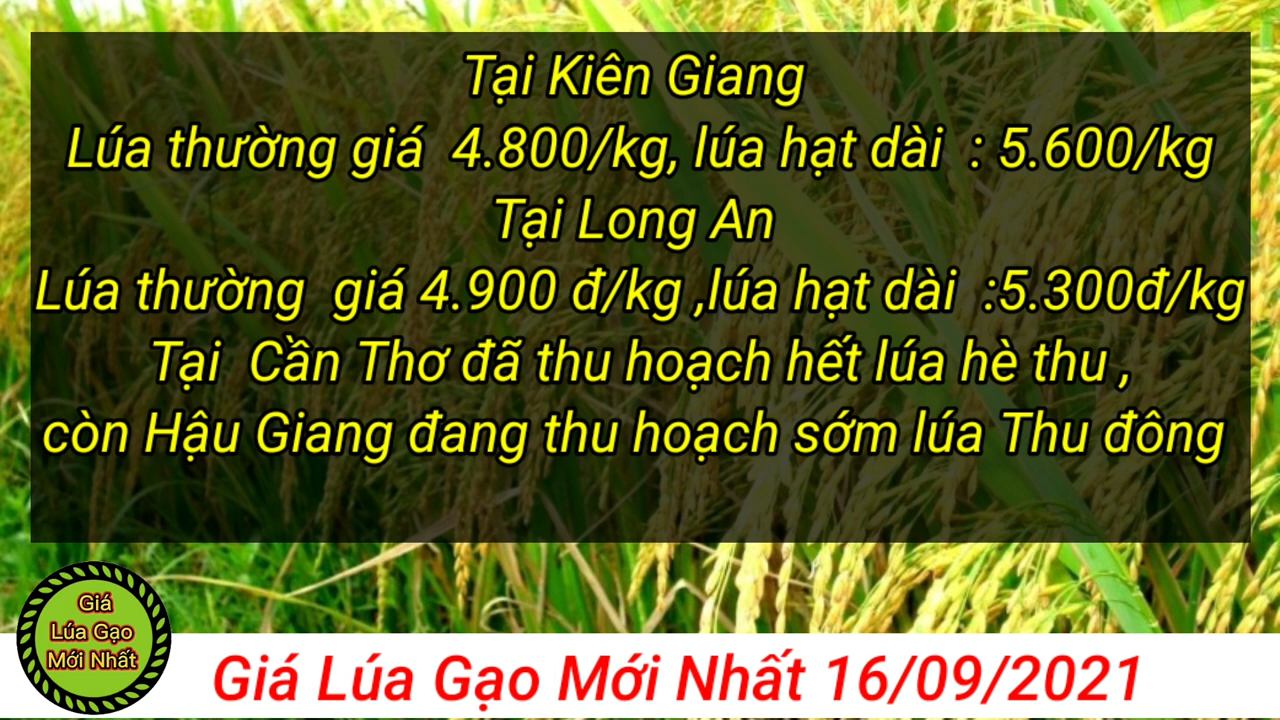 Tại Kiên Giang
Lúa thường giá 4.800/kg, lúa hạt dài : 5.600/kg
Tại Long An
Lúa thường giá 4.900 đ/kg ,lúa hạt dài :5.300đ/kg
Tại Cần Thơ đã thu hoạch hết lúa hè thu ,
còn Hậu Giang đang thu hoạch sớm lúa Thu đông
Giá
Lúa Gạo
Mới Nhất
Giá Lúa Gạo Mới Nhất 16/09/2021